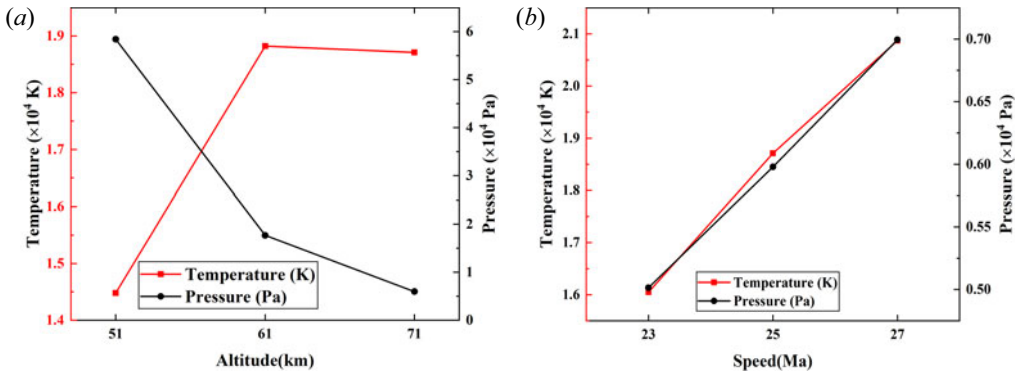 (a)
1.9
1.8
1.7
1.6
1.5
1.4
Temperature (×10⁴ K)
6
5
4
3
2
1
0
Pressure (×10⁴ Pa)
Temperature (K)
Pressure (Pa)
51 61 71
Altitude(km)
(b)
2.1
2.0
1.9
1.8
1.7
1.6
Temperature (×10⁴ K)
0.70
0.65
0.60
0.55
0.50
Pressure (×10⁴ Pa)
Temperature (K)
Pressure (Pa)
23 25 27
Speed(Ma)